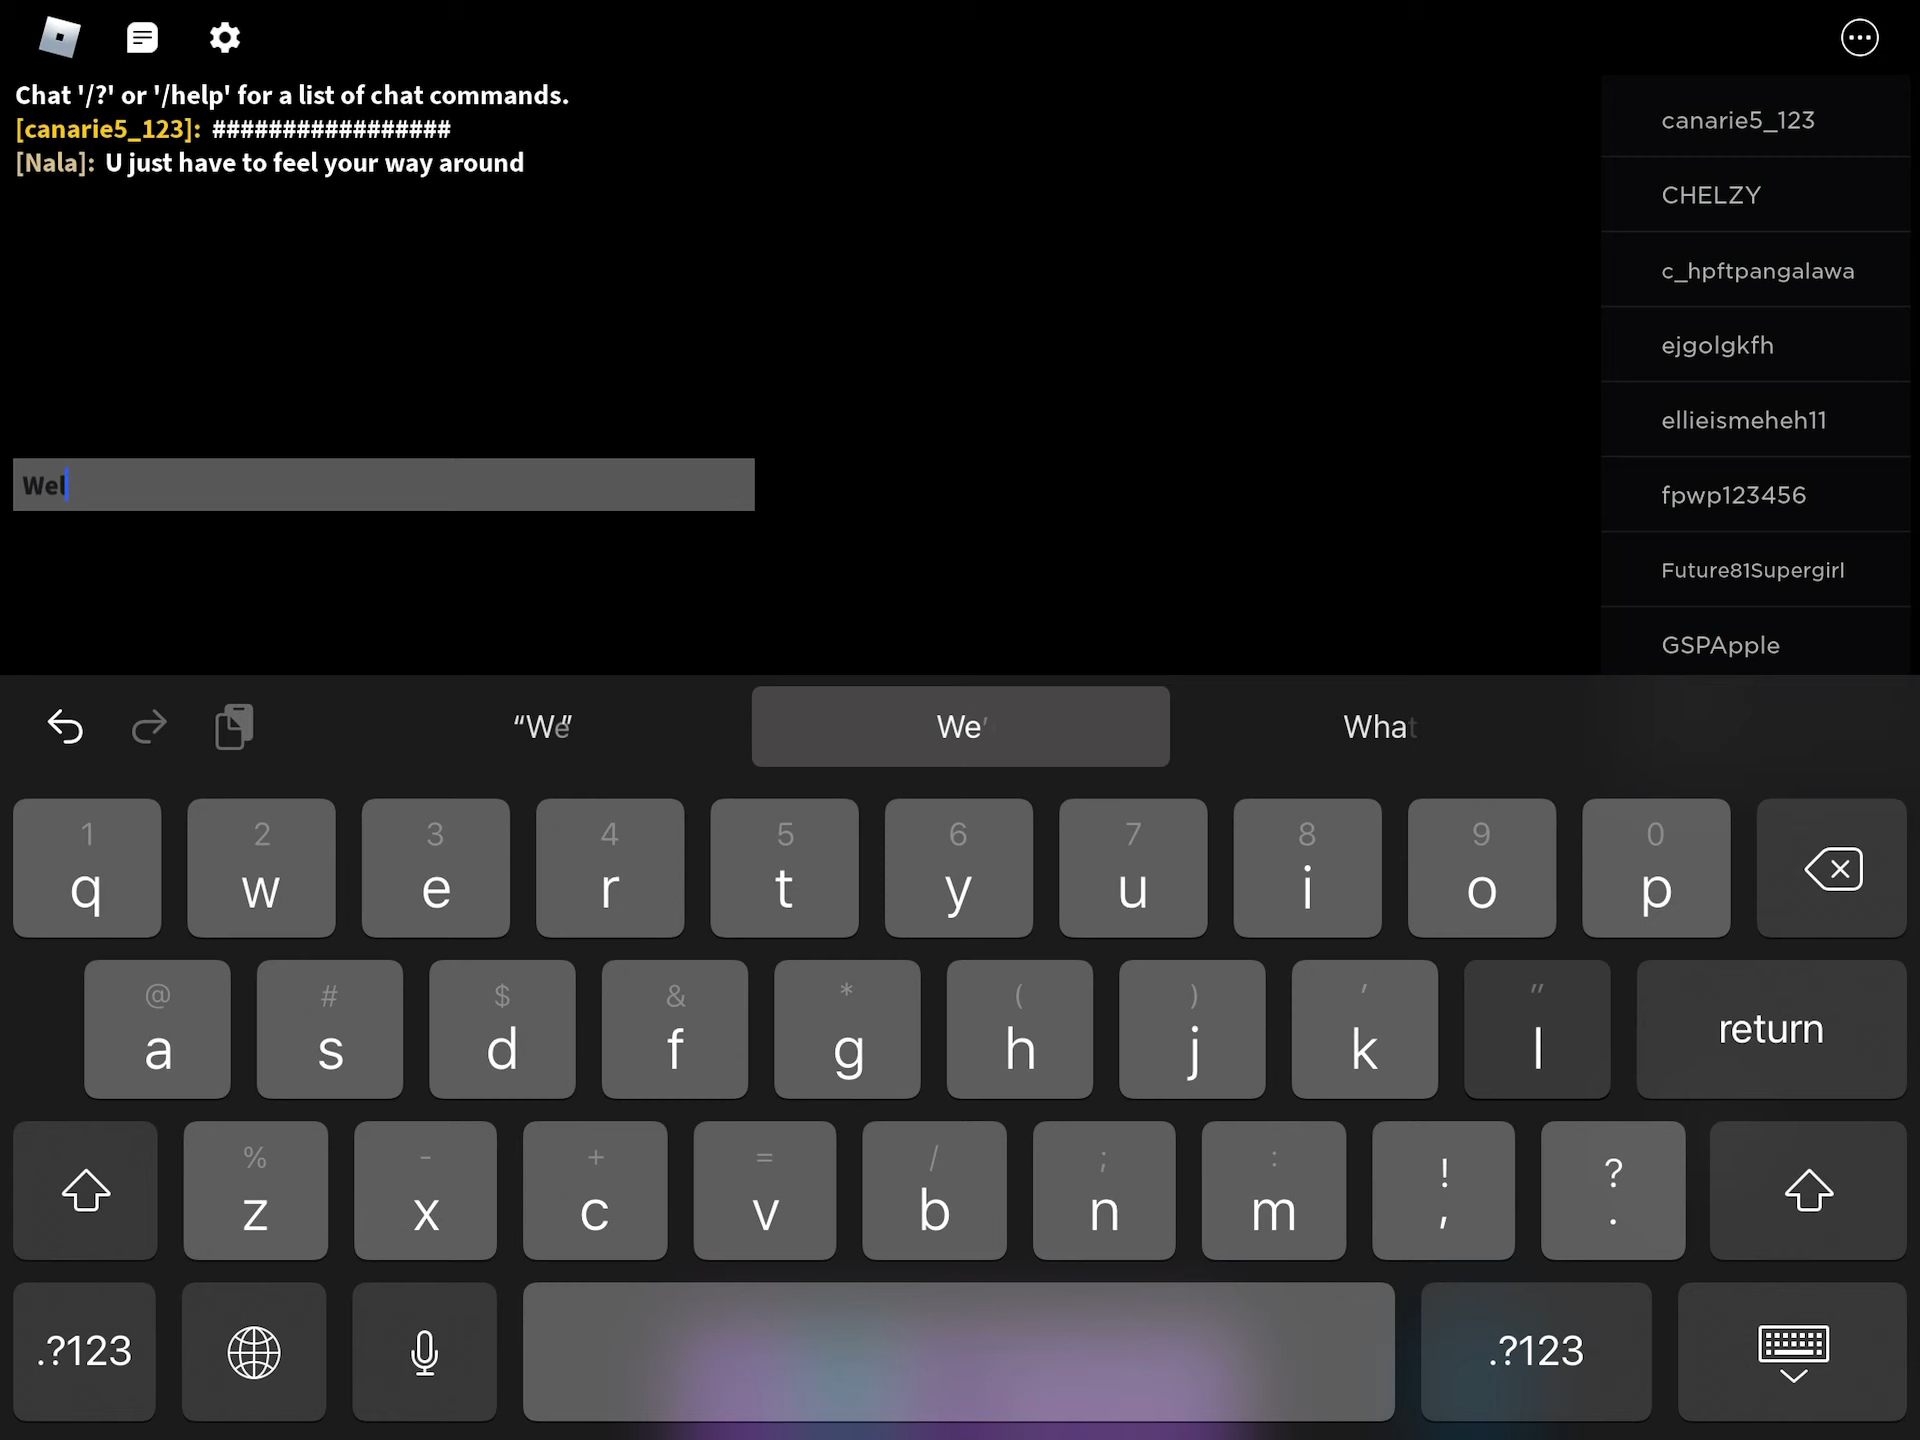 Chat '/?' or '/help' for a list of chat commands.
[canarie5_123]: #################
[Nala]: U just have to feel your way around
canarie5_123
CHELZY
c_hpftpangalawa
ejgolgkfh
ellieismeheh11
fpwp123456
Future81Supergirl
GSPApple
Wel
“We” We’ What
1 2 3 4 5 6 7 8 9 0
q w e r t y u i o p
@ # $ & * ( ) ' "
a s d f g h j k l return
% - + = / ; : ! ?
z x c v b n m , .
.?123 .?123